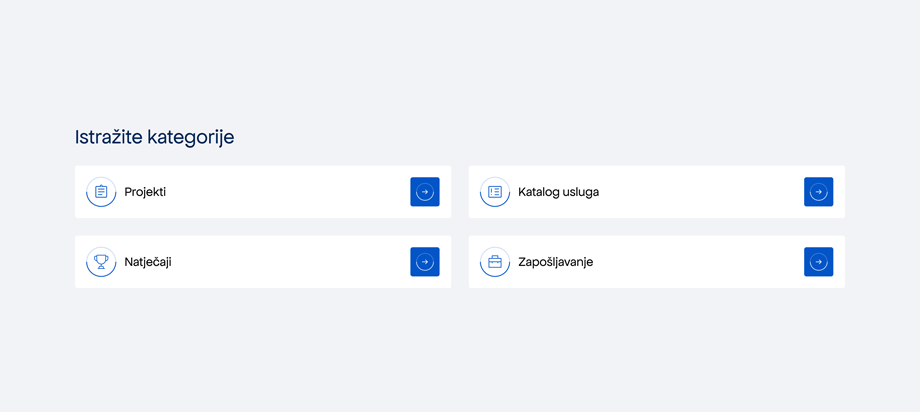 Istražite kategorije
Projekti
Katalog usluga
Natječaji
Zapošljavanje